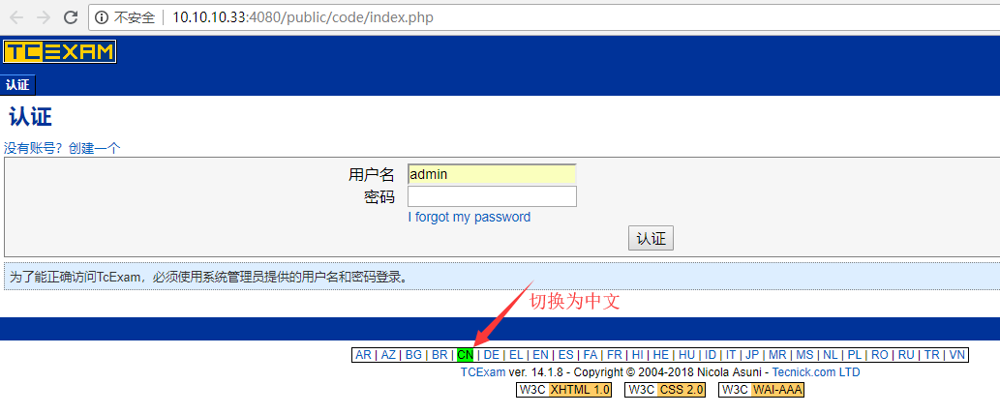 不安全 | 10.10.10.33:4080/public/code/index.php
TCEXAM
认证
认证
没有账号？创建一个
用户名 admin
密码
I forgot my password
认证
为了能正确访问TcExam，必须使用系统管理员提供的用户名和密码登录。
切换为中文
AR | AZ | BG | BR | CN | DE | EL | EN | ES | FA | FR | HI | HE | HU | ID | IT | JP | MR | MS | NL | PL | RO | RU | TR | VN
TCExam ver. 14.1.8 - Copyright © 2004-2018 Nicola Asuni - Tecnick.com LTD
W3C XHTML 1.0 W3C CSS 2.0 W3C WAI-AAA